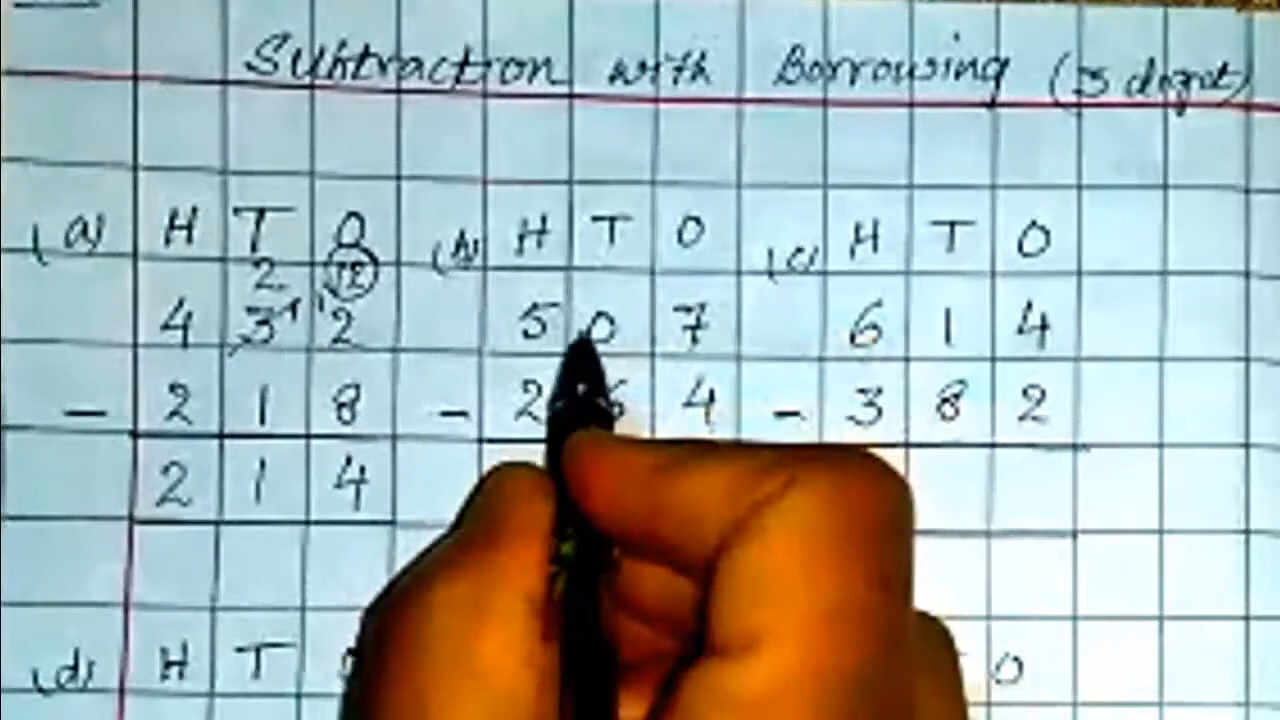 Subtraction with Borrowing (3 digit)
(a) H T O (b) H T O (c) H T O
2 12
4 3 2 5 0 7 6 1 4
- 2 1 8 - 2 6 4 - 3 8 2
2 1 4
(d) H T O